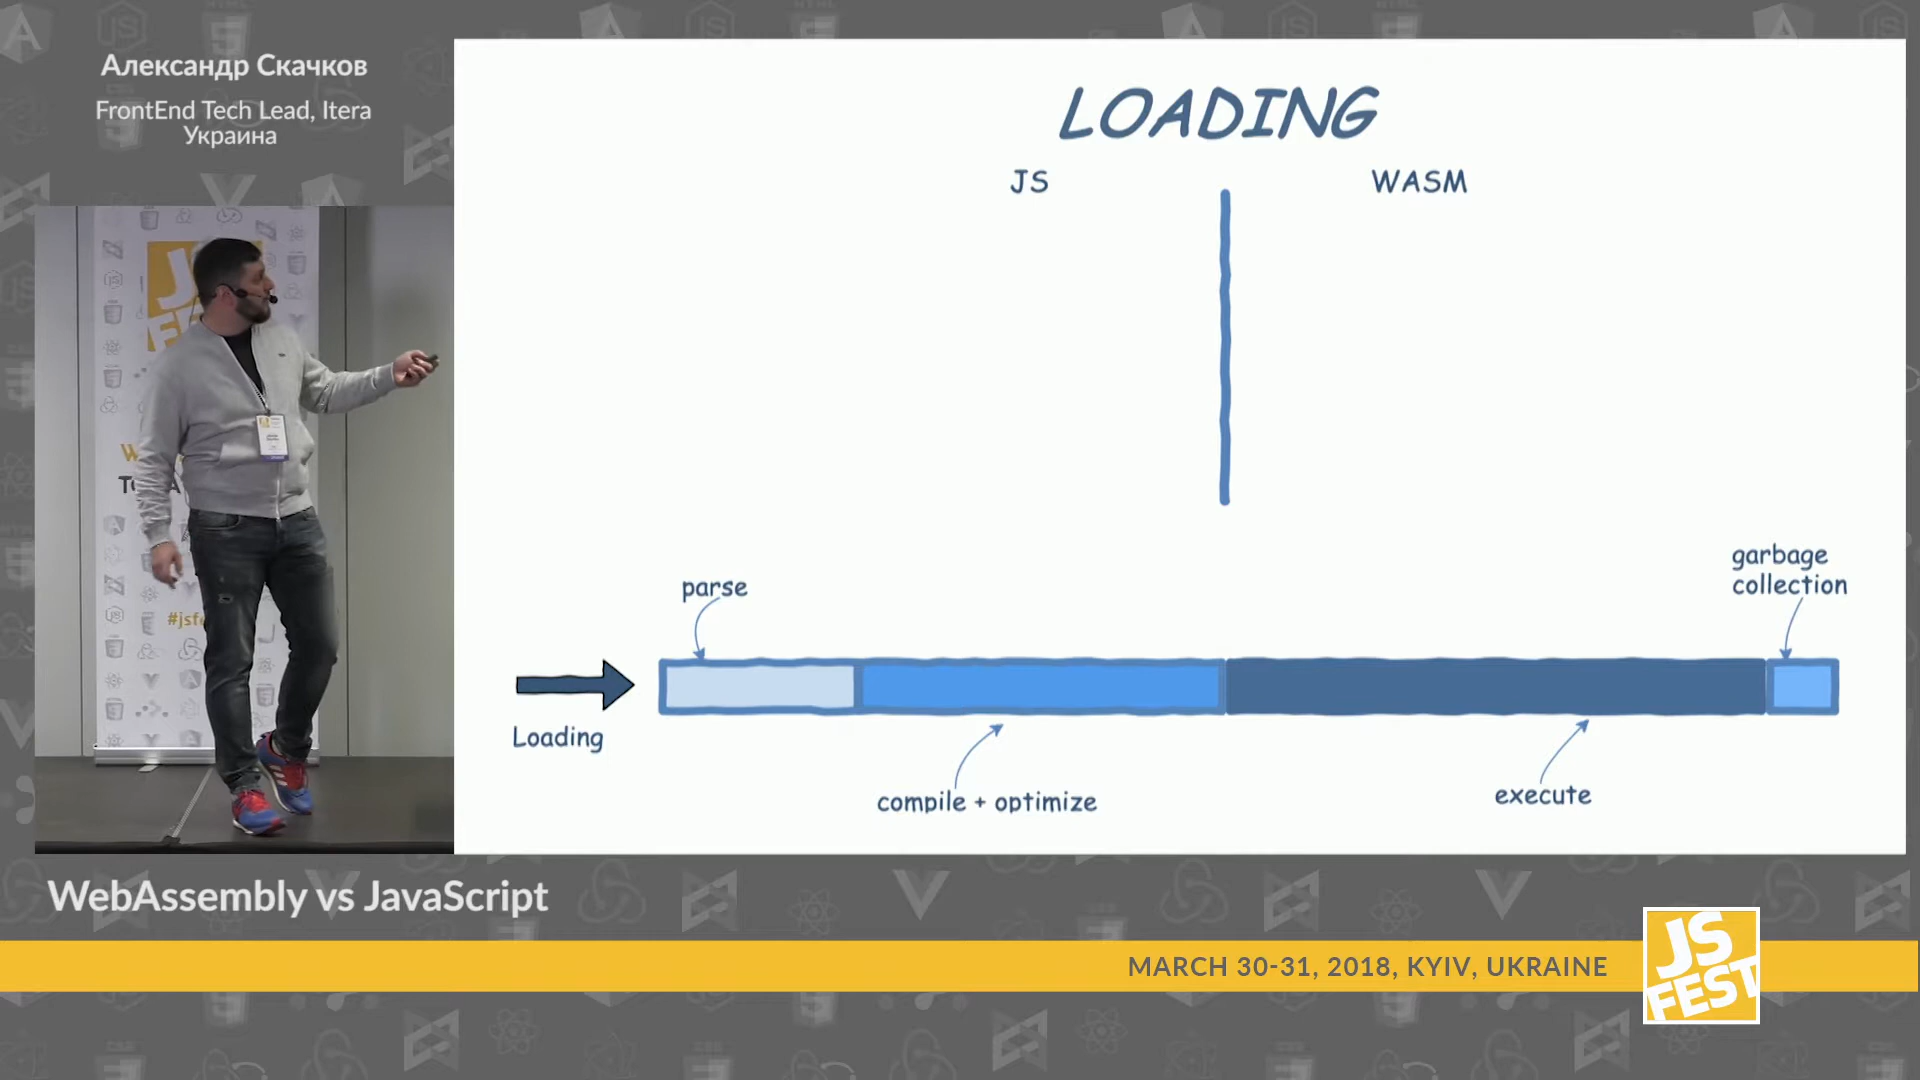 Александр Скачков
FrontEnd Tech Lead, Itera
Украина
LOADING
JS
WASM
garbage
collection
parse
Loading
compile + optimize
execute
#jsf
WebAssembly vs JavaScript
MARCH 30-31, 2018, KYIV, UKRAINE
JS
FEST